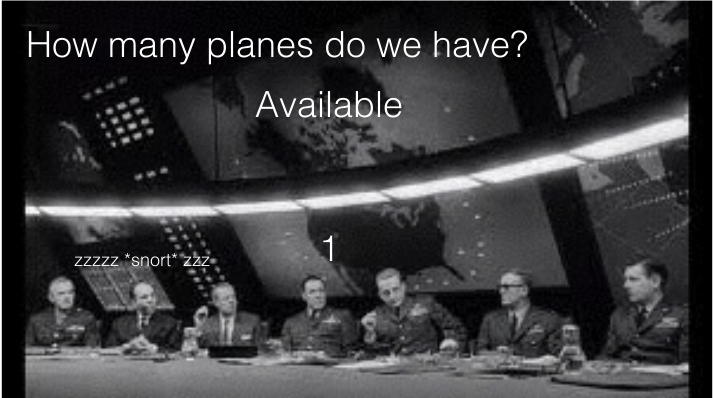 How many planes do we have?
Available
1
zzzzz *snort* zzz